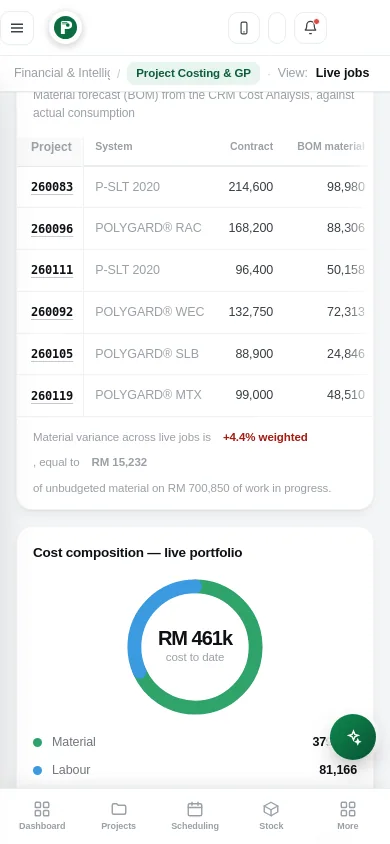 Financial & Intellig / Project Costing & GP · View: Live jobs
Material forecast (BOM) from the CRM Cost Analysis, against
actual consumption
Project System Contract BOM material
260083 P-SLT 2020 214,600 98,980
260096 POLYGARD® RAC 168,200 88,306
260111 P-SLT 2020 96,400 50,158
260092 POLYGARD® WEC 132,750 72,313
260105 POLYGARD® SLB 88,900 24,846
260119 POLYGARD® MTX 99,000 48,510
Material variance across live jobs is +4.4% weighted
, equal to RM 15,232
of unbudgeted material on RM 700,850 of work in progress.
Cost composition — live portfolio
RM 461k
cost to date
Material
Labour 81,166
Dashboard Projects Scheduling Stock More